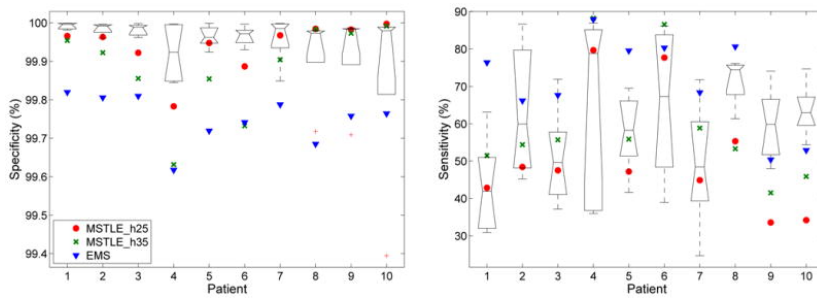 Specificity (%)
100
99.9
99.8
99.7
99.6
99.5
99.4
MSTLE_h25
MSTLE_h35
EMS
1 2 3 4 5 6 7 8 9 10
Patient
Sensitivity (%)
90
80
70
60
50
40
30
1 2 3 4 5 6 7 8 9 10
Patient